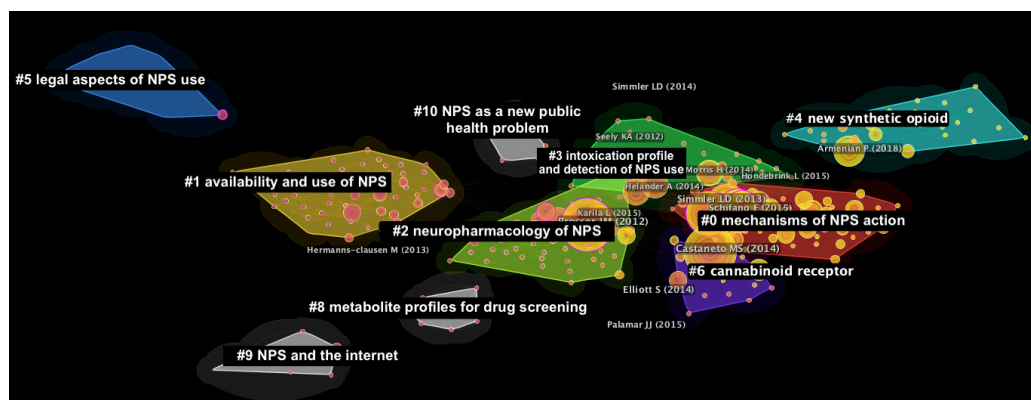 #5 legal aspects of NPS use
Simmler LD (2014)
#10 NPS as a new public
health problem
#4 new synthetic opioid
Seely KA (2012)
Armenian P (2018)
#3 intoxication profile
and detection of NPS use
Morris H (2014)
Hondebrink L (2015)
#1 availability and use of NPS
Helander A (2014)
Simmler LD (2013)
Schifano F (2015)
Karila L (2015)
(2012)
#0 mechanisms of NPS action
#2 neuropharmacology of NPS
Hermanns-clausen M (2013)
Castaneto MS (2014)
#6 cannabinoid receptor
Elliott S (2014)
#8 metabolite profiles for drug screening
Palamar JJ (2015)
#9 NPS and the internet